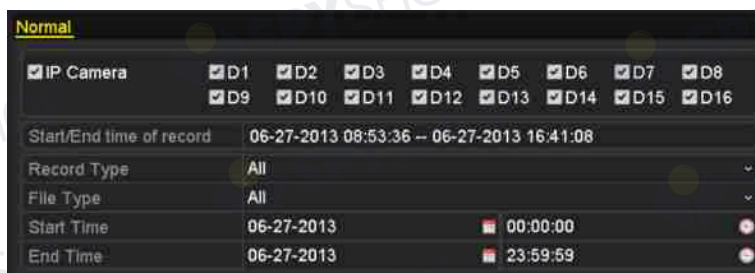 Normal
IP Camera D1 D2 D3 D4 D5 D6 D7 D8
D9 D10 D11 D12 D13 D14 D15 D16
Start/End time of record 06-27-2013 08:53:36 -- 06-27-2013 16:41:08
Record Type All
File Type All
Start Time 06-27-2013 00:00:00
End Time 06-27-2013 23:59:59